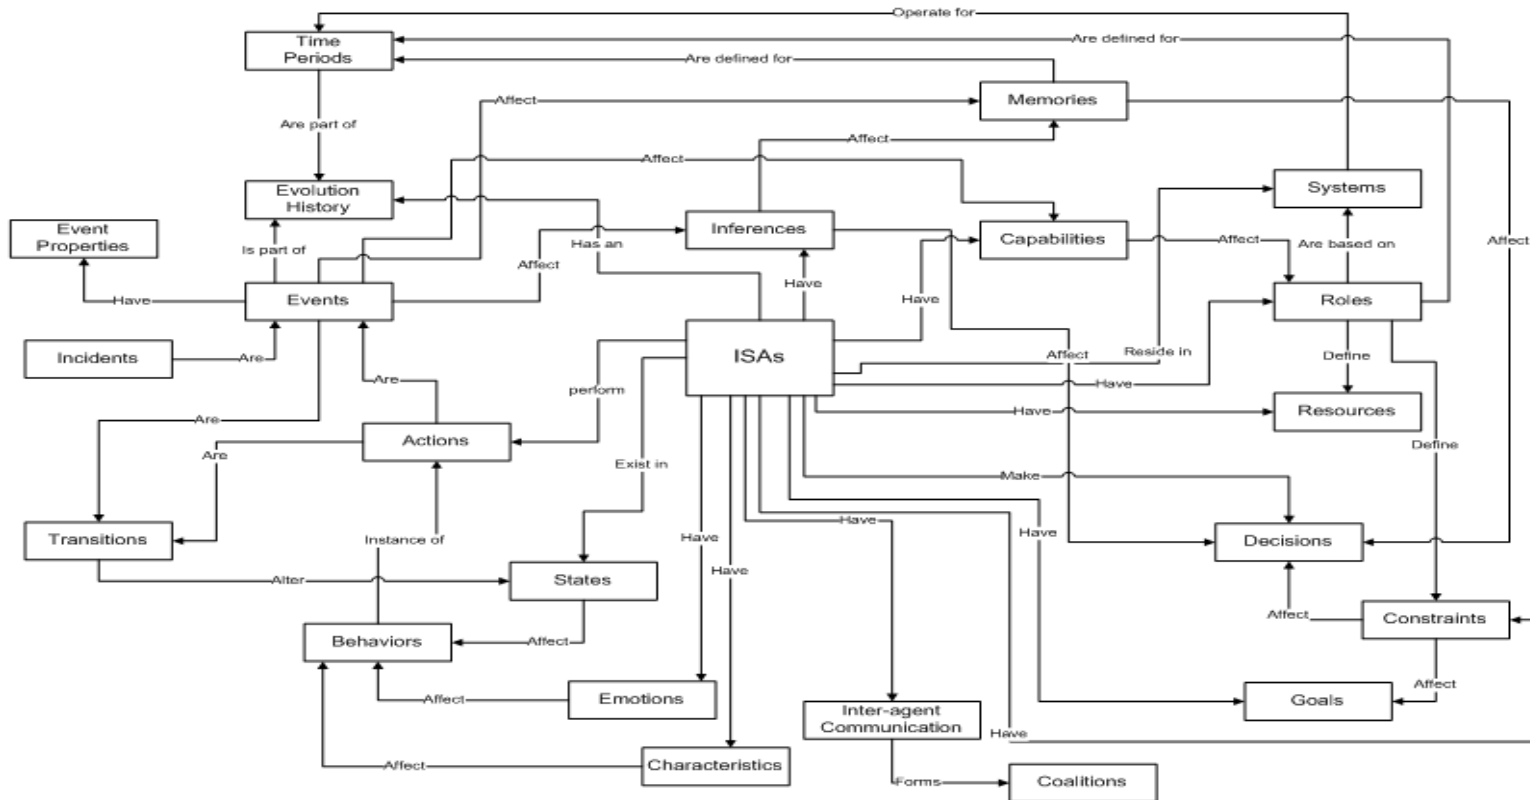 Operate for
Time
Periods
Are defined for
Are defined for
Memories
Affect
Are part of
Affect
Affect
Systems
Evolution
History
Inferences
Event
Properties
Is part of
Has an
Capabilities
Affect
Are based on
Affect
Affect
Have
Events
Have
Have
Roles
Incidents
Are
ISAs
Affect
Reside in
Define
Are
perform
Have
Have
Resources
Are
Actions
Are
Define
Exist in
Make
Transitions
Instance of
Have
Have
Have
Decisions
Alter
States
Have
Affect
Constraints
Behaviors
Affect
Affect
Affect
Emotions
Inter-agent
Communication
Goals
Have
Affect
Characteristics
Forms
Coalitions